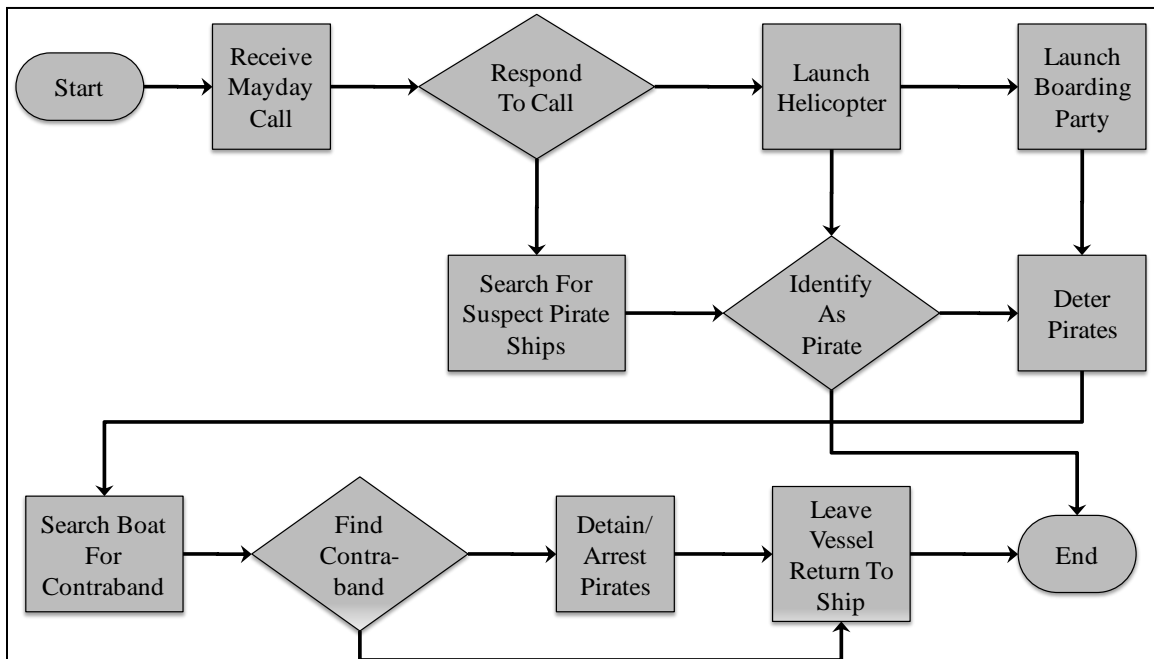 Start
Receive
Mayday
Call
Respond
To Call
Launch
Helicopter
Launch
Boarding
Party
Search For
Suspect Pirate
Ships
Identify
As
Pirate
Deter
Pirates
Search Boat
For
Contraband
Find
Contra-
band
Detain/
Arrest
Pirates
Leave
Vessel
Return To
Ship
End